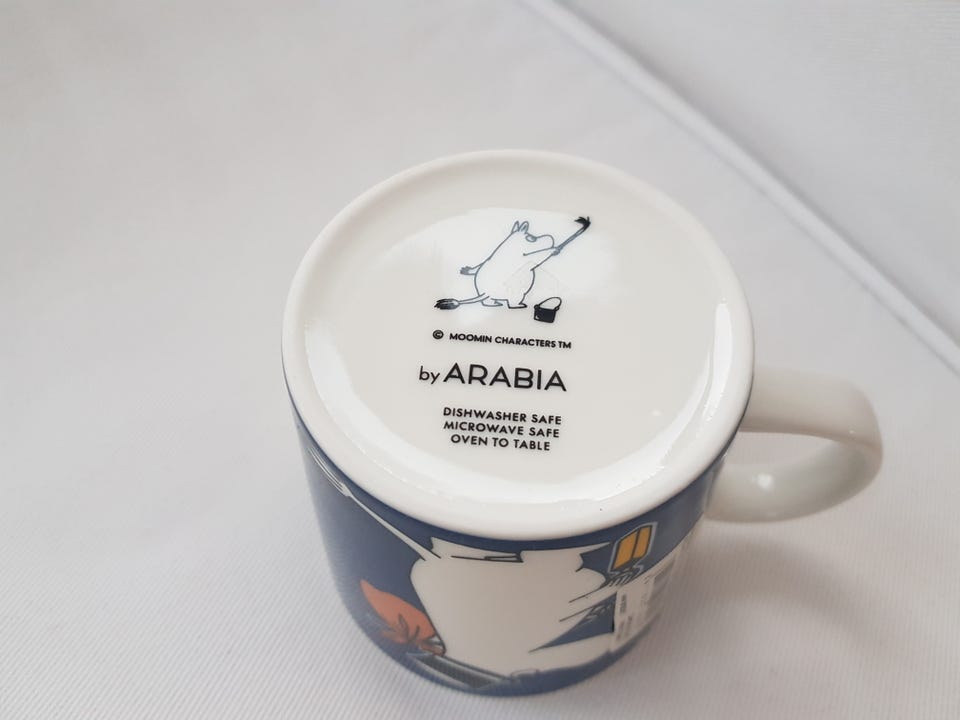 © MOOMIN CHARACTERS TM
by ARABIA
DISHWASHER SAFE
MICROWAVE SAFE
OVEN TO TABLE